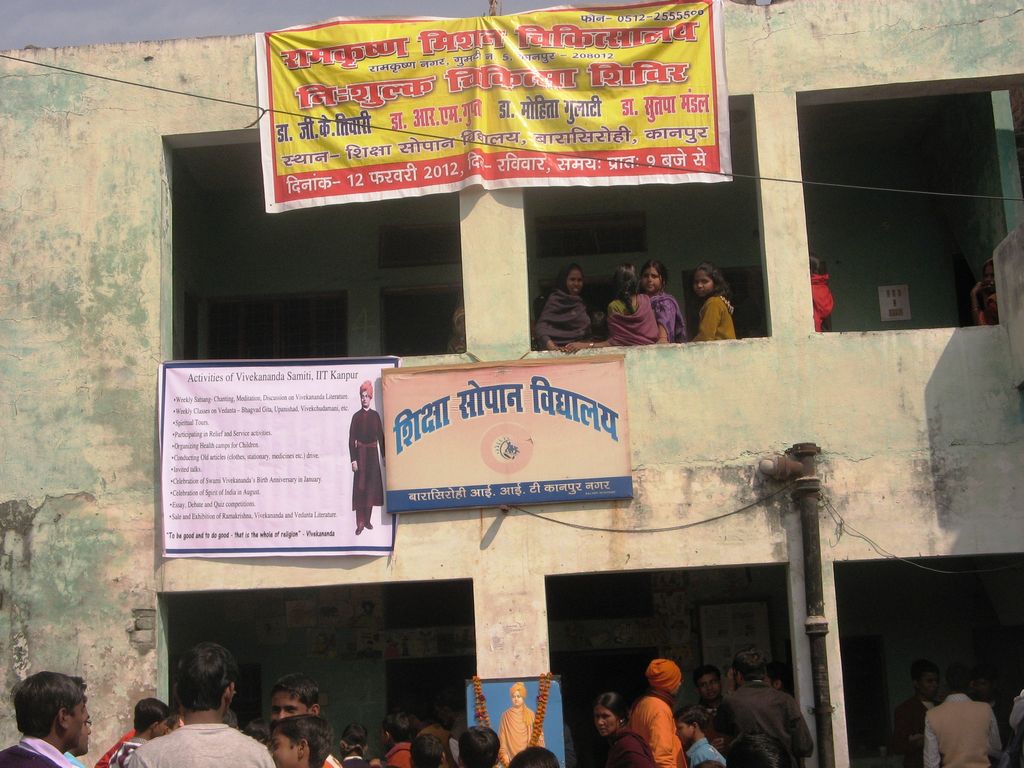 फोन- 0512-2555500
रामकृष्ण मिशन चिकित्सालय
रामकृष्ण नगर, गुमटी नं. 5, कानपुर - 208012
निःशुल्क चिकित्सा शिविर
डा. जी.के.तिवारी डा. आर.एम.गुप्त डा. मोहिता गुलाटी डा. सुतपा मंडल
स्थान- शिक्षा सोपान विद्यालय, बारासिरोही, कानपुर
दिनांक- 12 फरवरी 2012, दिन- रविवार, समयः प्रातः 9 बजे से
Activities of Vivekananda Samiti, IIT Kanpur
•Weekly Satsang- Chanting, Meditation, Discussion on Vivekananda Literature.
•Weekly Classes on Vedanta – Bhagvad Gita, Upanishad, Vivekchudamani, etc.
•Spiritual Tours.
•Participating in Relief and Service activities.
•Organizing Health camps for Children.
•Conducting Old articles (clothes, stationary, medicines etc.) drive.
•Invited talks.
•Celebration of Swami Vivekananda's Birth Anniversary in January.
•Celebration of Spirit of India in August.
•Essay, Debate and Quiz competitions.
•Sale and Exhibition of Ramakrishna, Vivekananda and Vedanta Literature.
"To be good and to do good - that is the whole of religion" - Vivekananda
शिक्षा सोपान विद्यालय
बारासिरोही आई. आई. टी कानपुर नगर